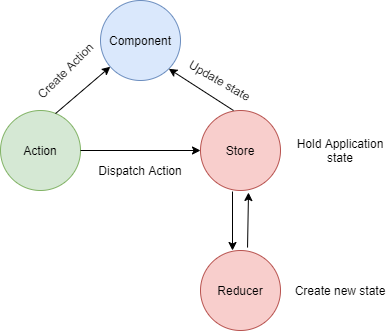 Component
Create Action
Update state
Action
Dispatch Action
Store
Hold Application
state
Reducer
Create new state